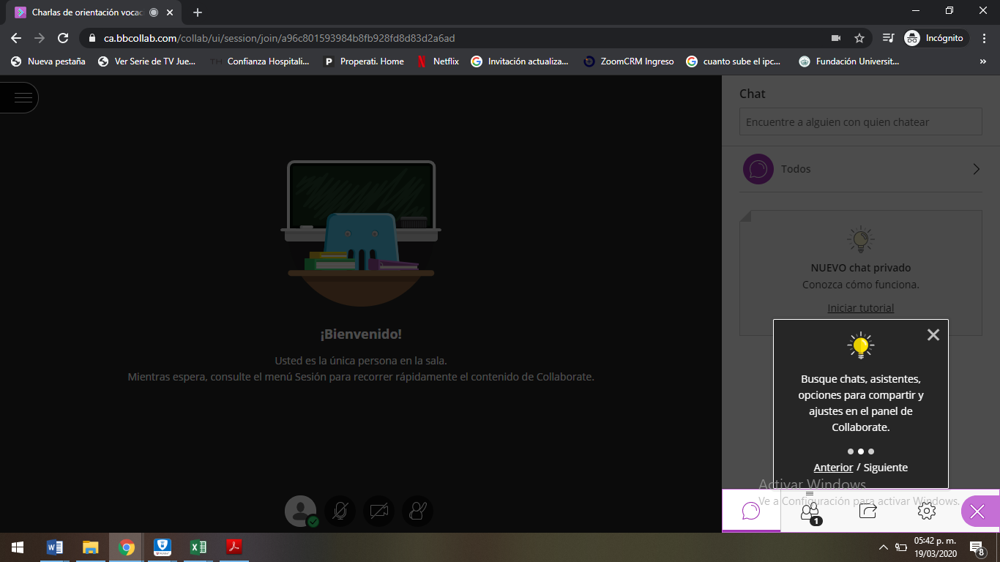 Charlas de orientación vocac
ca.bbcollab.com/collab/ui/session/join/a96c801593984b8fb928fd8d83d2a6ad
Incógnito
Nueva pestaña
Ver Serie de TV Jue...
TH Confianza Hospitali...
P Properati. Home
Netflix
Invitación actualiza...
ZoomCRM Ingreso
cuanto sube el ipc...
Fundación Universit...
»
Chat
Encuentre a alguien con quien chatear
Todos
NUEVO chat privado
Conozca cómo funciona.
Iniciar tutorial
¡Bienvenido!
Usted es la única persona en la sala.
Mientras espera, consulte el menú Sesión para recorrer rápidamente el contenido de Collaborate.
Busque chats, asistentes,
opciones para compartir y
ajustes en el panel de
Collaborate.
Anterior / Siguiente
Activar Windows
Ve a Configuración para activar Windows.
1
05:42 p. m.
19/03/2020
8